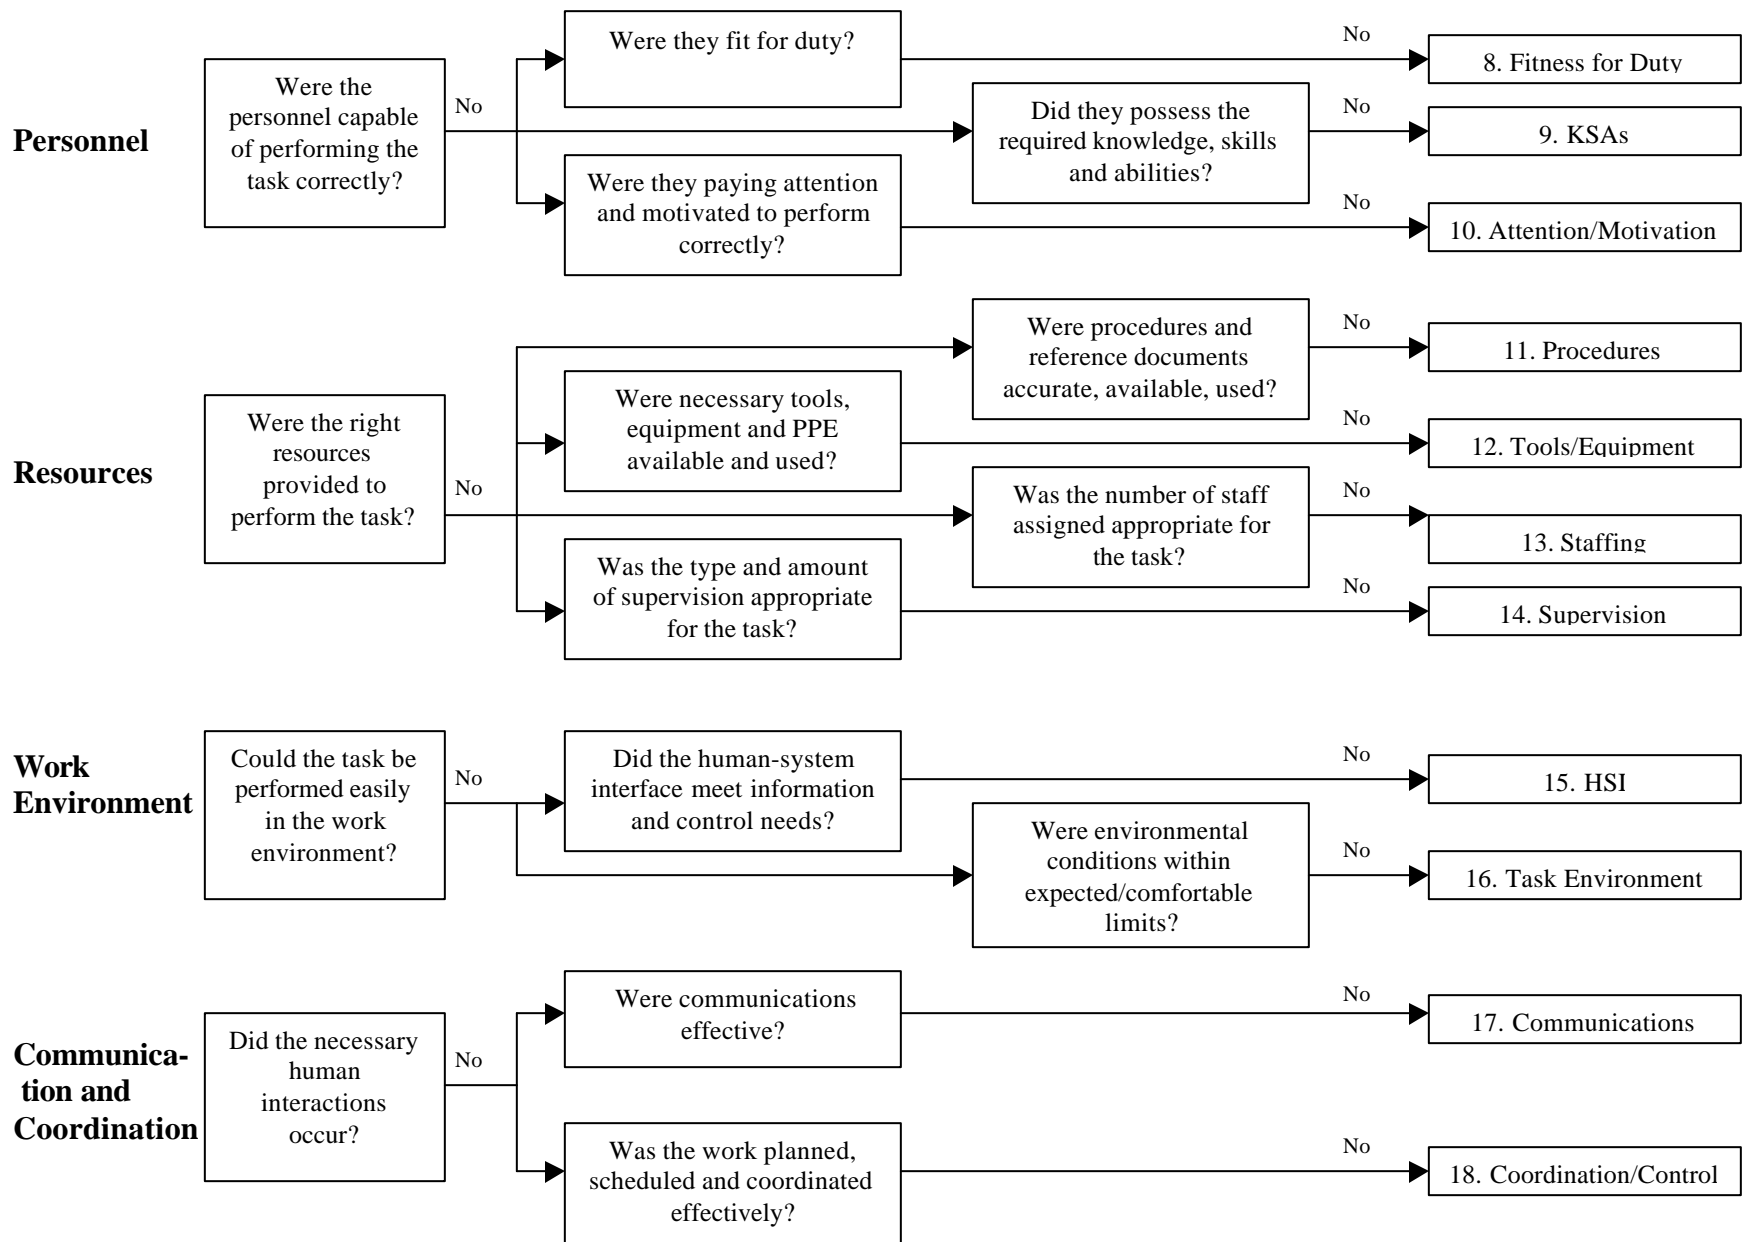 Personnel
Were the
personnel capable
of performing the
task correctly?
No
Were they fit for duty?
No
8. Fitness for Duty
Did they possess the
required knowledge, skills
and abilities?
No
9. KSAs
Were they paying attention
and motivated to perform
correctly?
No
10. Attention/Motivation
Resources
Were the right
resources
provided to
perform the task?
No
Were procedures and
reference documents
accurate, available, used?
No
11. Procedures
Were necessary tools,
equipment and PPE
available and used?
No
12. Tools/Equipment
Was the number of staff
assigned appropriate for
the task?
No
13. Staffing
Was the type and amount
of supervision appropriate
for the task?
No
14. Supervision
Work
Environment
Could the task be
performed easily
in the work
environment?
No
Did the human-system
interface meet information
and control needs?
No
15. HSI
Were environmental
conditions within
expected/comfortable
limits?
No
16. Task Environment
Communica-
tion and
Coordination
Did the necessary
human
interactions
occur?
No
Were communications
effective?
No
17. Communications
Was the work planned,
scheduled and coordinated
effectively?
No
18. Coordination/Control